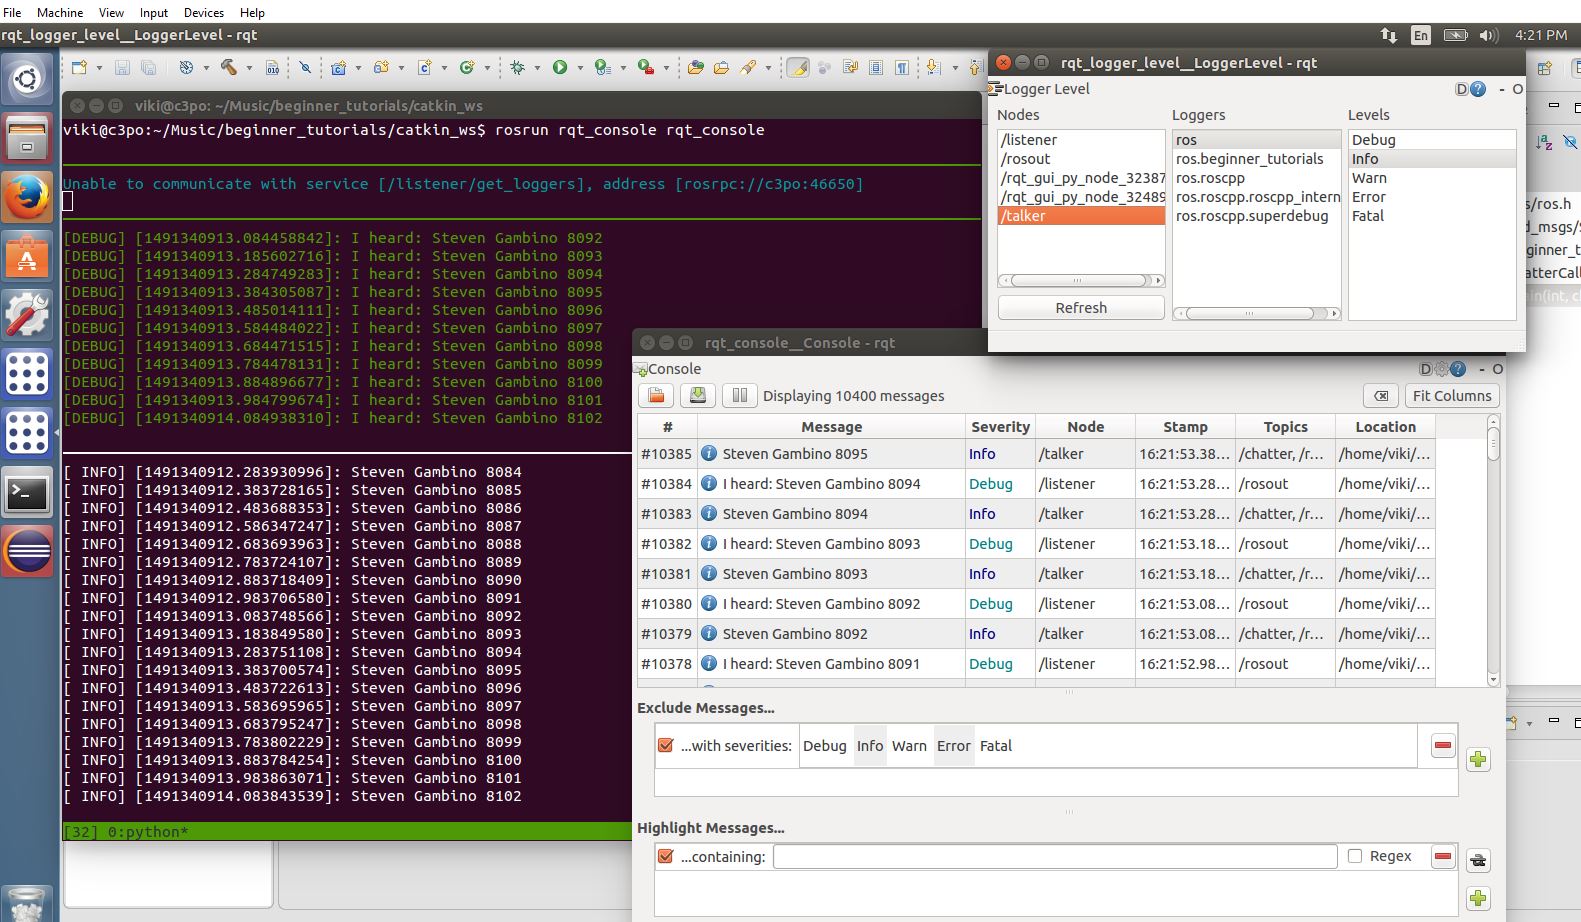 File Machine View Input Devices Help
rqt_logger_level__LoggerLevel - rqt
En
4:21 PM
viki@c3po: ~/Music/beginner_tutorials/catkin_ws
viki@c3po:~/Music/beginner_tutorials/catkin_ws$ rosrun rqt_console rqt_console
Unable to communicate with service [/listener/get_loggers], address [rosrpc://c3po:46650]
[DEBUG] [1491340913.084458842]: I heard: Steven Gambino 8092
[DEBUG] [1491340913.185602716]: I heard: Steven Gambino 8093
[DEBUG] [1491340913.284749283]: I heard: Steven Gambino 8094
[DEBUG] [1491340913.384305087]: I heard: Steven Gambino 8095
[DEBUG] [1491340913.485014111]: I heard: Steven Gambino 8096
[DEBUG] [1491340913.584484022]: I heard: Steven Gambino 8097
[DEBUG] [1491340913.684471515]: I heard: Steven Gambino 8098
[DEBUG] [1491340913.784478131]: I heard: Steven Gambino 8099
[DEBUG] [1491340913.884896677]: I heard: Steven Gambino 8100
[DEBUG] [1491340913.984799674]: I heard: Steven Gambino 8101
[DEBUG] [1491340914.084938310]: I heard: Steven Gambino 8102
[ INFO] [1491340912.283930996]: Steven Gambino 8084
[ INFO] [1491340912.383728165]: Steven Gambino 8085
[ INFO] [1491340912.483688353]: Steven Gambino 8086
[ INFO] [1491340912.586347247]: Steven Gambino 8087
[ INFO] [1491340912.683693963]: Steven Gambino 8088
[ INFO] [1491340912.783724107]: Steven Gambino 8089
[ INFO] [1491340912.883718409]: Steven Gambino 8090
[ INFO] [1491340912.983706580]: Steven Gambino 8091
[ INFO] [1491340913.083748566]: Steven Gambino 8092
[ INFO] [1491340913.183849580]: Steven Gambino 8093
[ INFO] [1491340913.283751108]: Steven Gambino 8094
[ INFO] [1491340913.383700574]: Steven Gambino 8095
[ INFO] [1491340913.483722613]: Steven Gambino 8096
[ INFO] [1491340913.583695965]: Steven Gambino 8097
[ INFO] [1491340913.683795247]: Steven Gambino 8098
[ INFO] [1491340913.783802229]: Steven Gambino 8099
[ INFO] [1491340913.883784254]: Steven Gambino 8100
[ INFO] [1491340913.983863071]: Steven Gambino 8101
[ INFO] [1491340914.083843539]: Steven Gambino 8102
[32] 0:python*
rqt_logger_level__LoggerLevel - rqt
Logger Level D ? - O
Nodes Loggers Levels
/listener ros Debug
/rosout ros.beginner_tutorials Info
/rqt_gui_py_node_32387 ros.roscpp Warn
/rqt_gui_py_node_32489 ros.roscpp.roscpp_intern Error
/talker ros.roscpp.superdebug Fatal
Refresh
s/ros.h
d_msgs/S
ginner_t
atterCall
ain(int, c
rqt_console__Console - rqt
Console D ? - O
Displaying 10400 messages Fit Columns
# Message Severity Node Stamp Topics Location
#10385 Steven Gambino 8095 Info /talker 16:21:53.38... /chatter, /r... /home/viki/...
#10384 I heard: Steven Gambino 8094 Debug /listener 16:21:53.28... /rosout /home/viki/...
#10383 Steven Gambino 8094 Info /talker 16:21:53.28... /chatter, /r... /home/viki/...
#10382 I heard: Steven Gambino 8093 Debug /listener 16:21:53.18... /rosout /home/viki/...
#10381 Steven Gambino 8093 Info /talker 16:21:53.18... /chatter, /r... /home/viki/...
#10380 I heard: Steven Gambino 8092 Debug /listener 16:21:53.08... /rosout /home/viki/...
#10379 Steven Gambino 8092 Info /talker 16:21:53.08... /chatter, /r... /home/viki/...
#10378 I heard: Steven Gambino 8091 Debug /listener 16:21:52.98... /rosout /home/viki/...
Exclude Messages...
...with severities: Debug Info Warn Error Fatal
Highlight Messages...
...containing: Regex